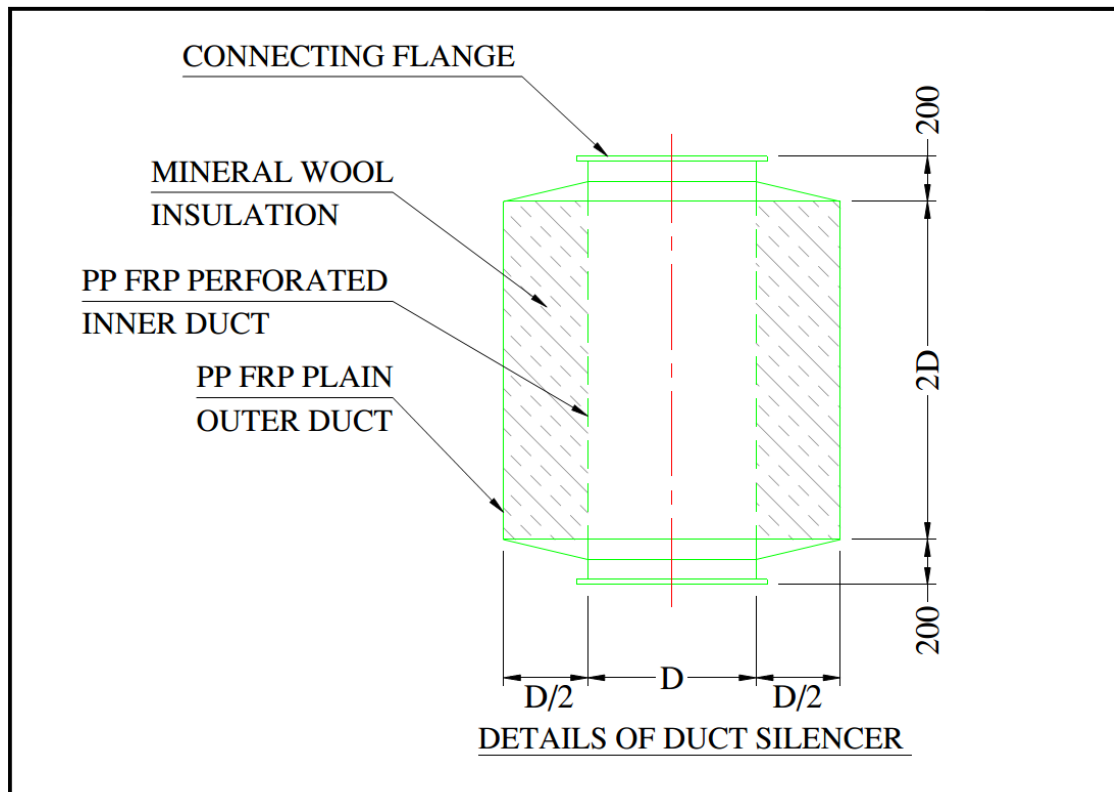 CONNECTING FLANGE
MINERAL WOOL
INSULATION
PP FRP PERFORATED
INNER DUCT
PP FRP PLAIN
OUTER DUCT
200
2D
200
D/2
D
D/2
DETAILS OF DUCT SILENCER